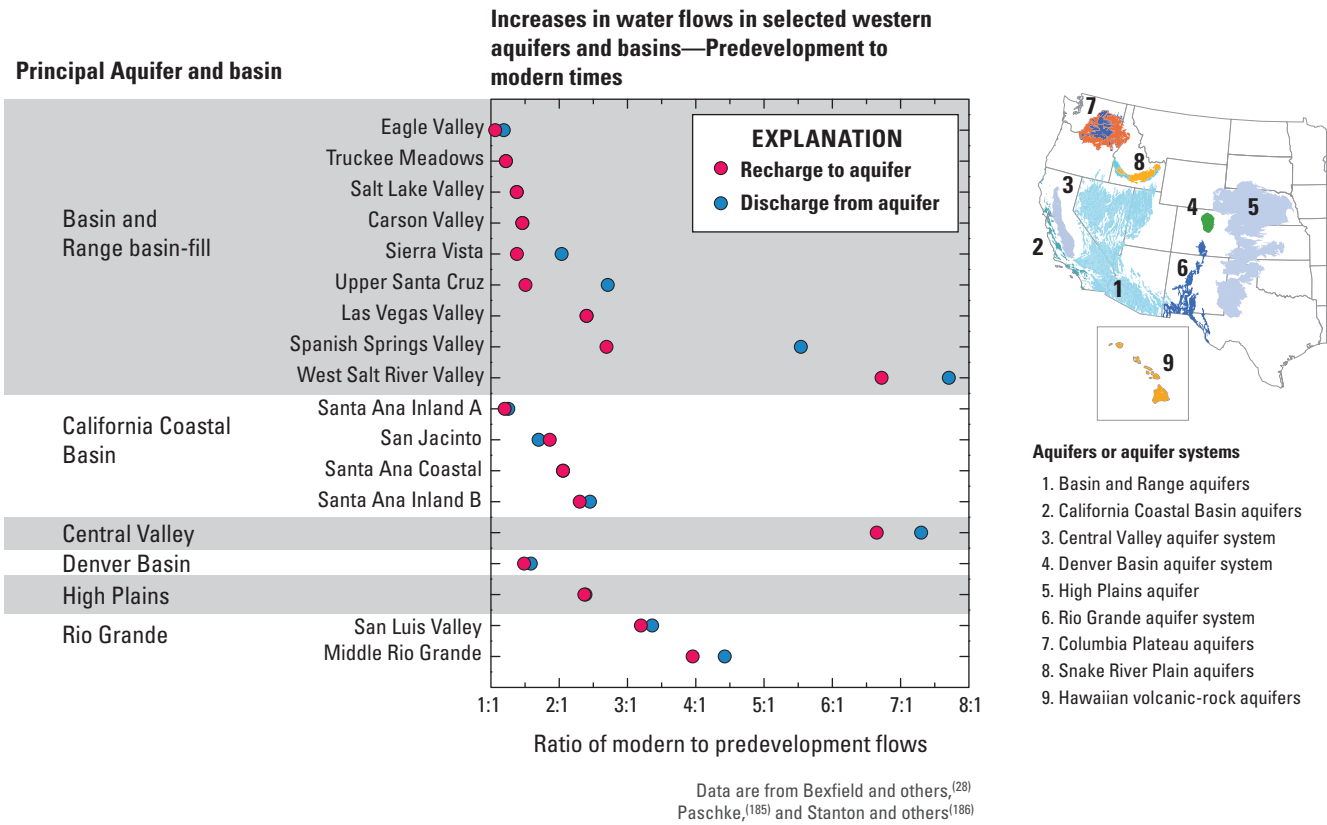 Increases in water flows in selected western
aquifers and basins—Predevelopment to
modern times
Principal Aquifer and basin
EXPLANATION
Recharge to aquifer
Discharge from aquifer
Basin and
Range basin-fill
Eagle Valley
Truckee Meadows
Salt Lake Valley
Carson Valley
Sierra Vista
Upper Santa Cruz
Las Vegas Valley
Spanish Springs Valley
West Salt River Valley
California Coastal
Basin
Santa Ana Inland A
San Jacinto
Santa Ana Coastal
Santa Ana Inland B
Central Valley
Denver Basin
High Plains
Rio Grande
San Luis Valley
Middle Rio Grande
1:1 2:1 3:1 4:1 5:1 6:1 7:1 8:1
Ratio of modern to predevelopment flows
Data are from Bexfield and others,(28)
Paschke,(185) and Stanton and others(186)
7
8
3
4
5
2
6
1
9
Aquifers or aquifer systems
1. Basin and Range aquifers
2. California Coastal Basin aquifers
3. Central Valley aquifer system
4. Denver Basin aquifer system
5. High Plains aquifer
6. Rio Grande aquifer system
7. Columbia Plateau aquifers
8. Snake River Plain aquifers
9. Hawaiian volcanic-rock aquifers